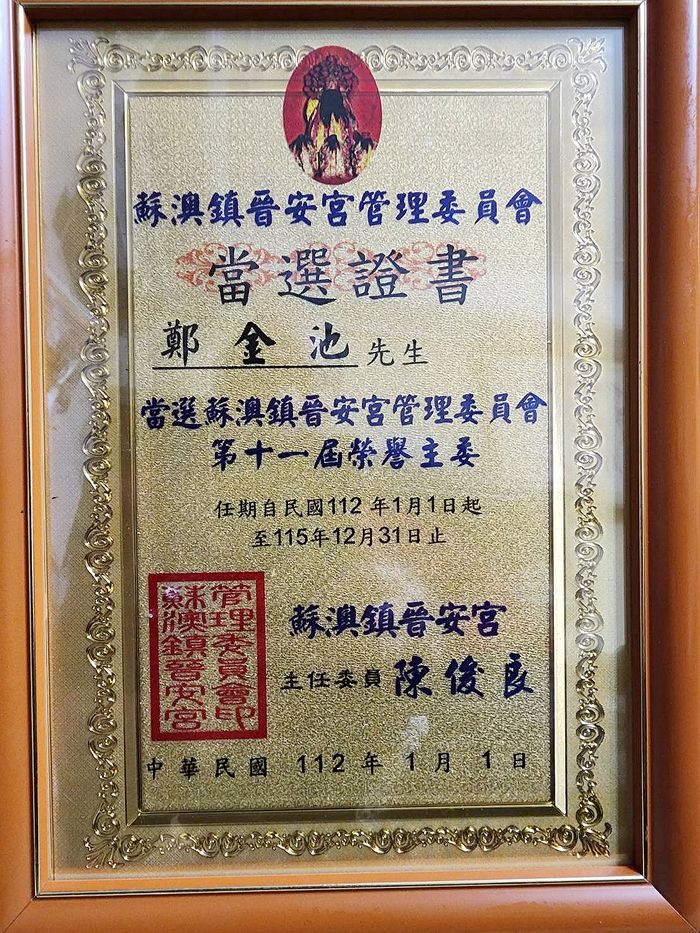 蘇澳鎮晉安宮管理委員會
當選證書
鄭金池先生
當選蘇澳鎮晉安宮管理委員會
第十一屆榮譽主委
任期自民國112年1月1日起
至115年12月31日止
蘇澳鎮晉安宮
管理委員會印
蘇澳鎮晉安宮
主任委員 陳俊良
中華民國 112年1月1日